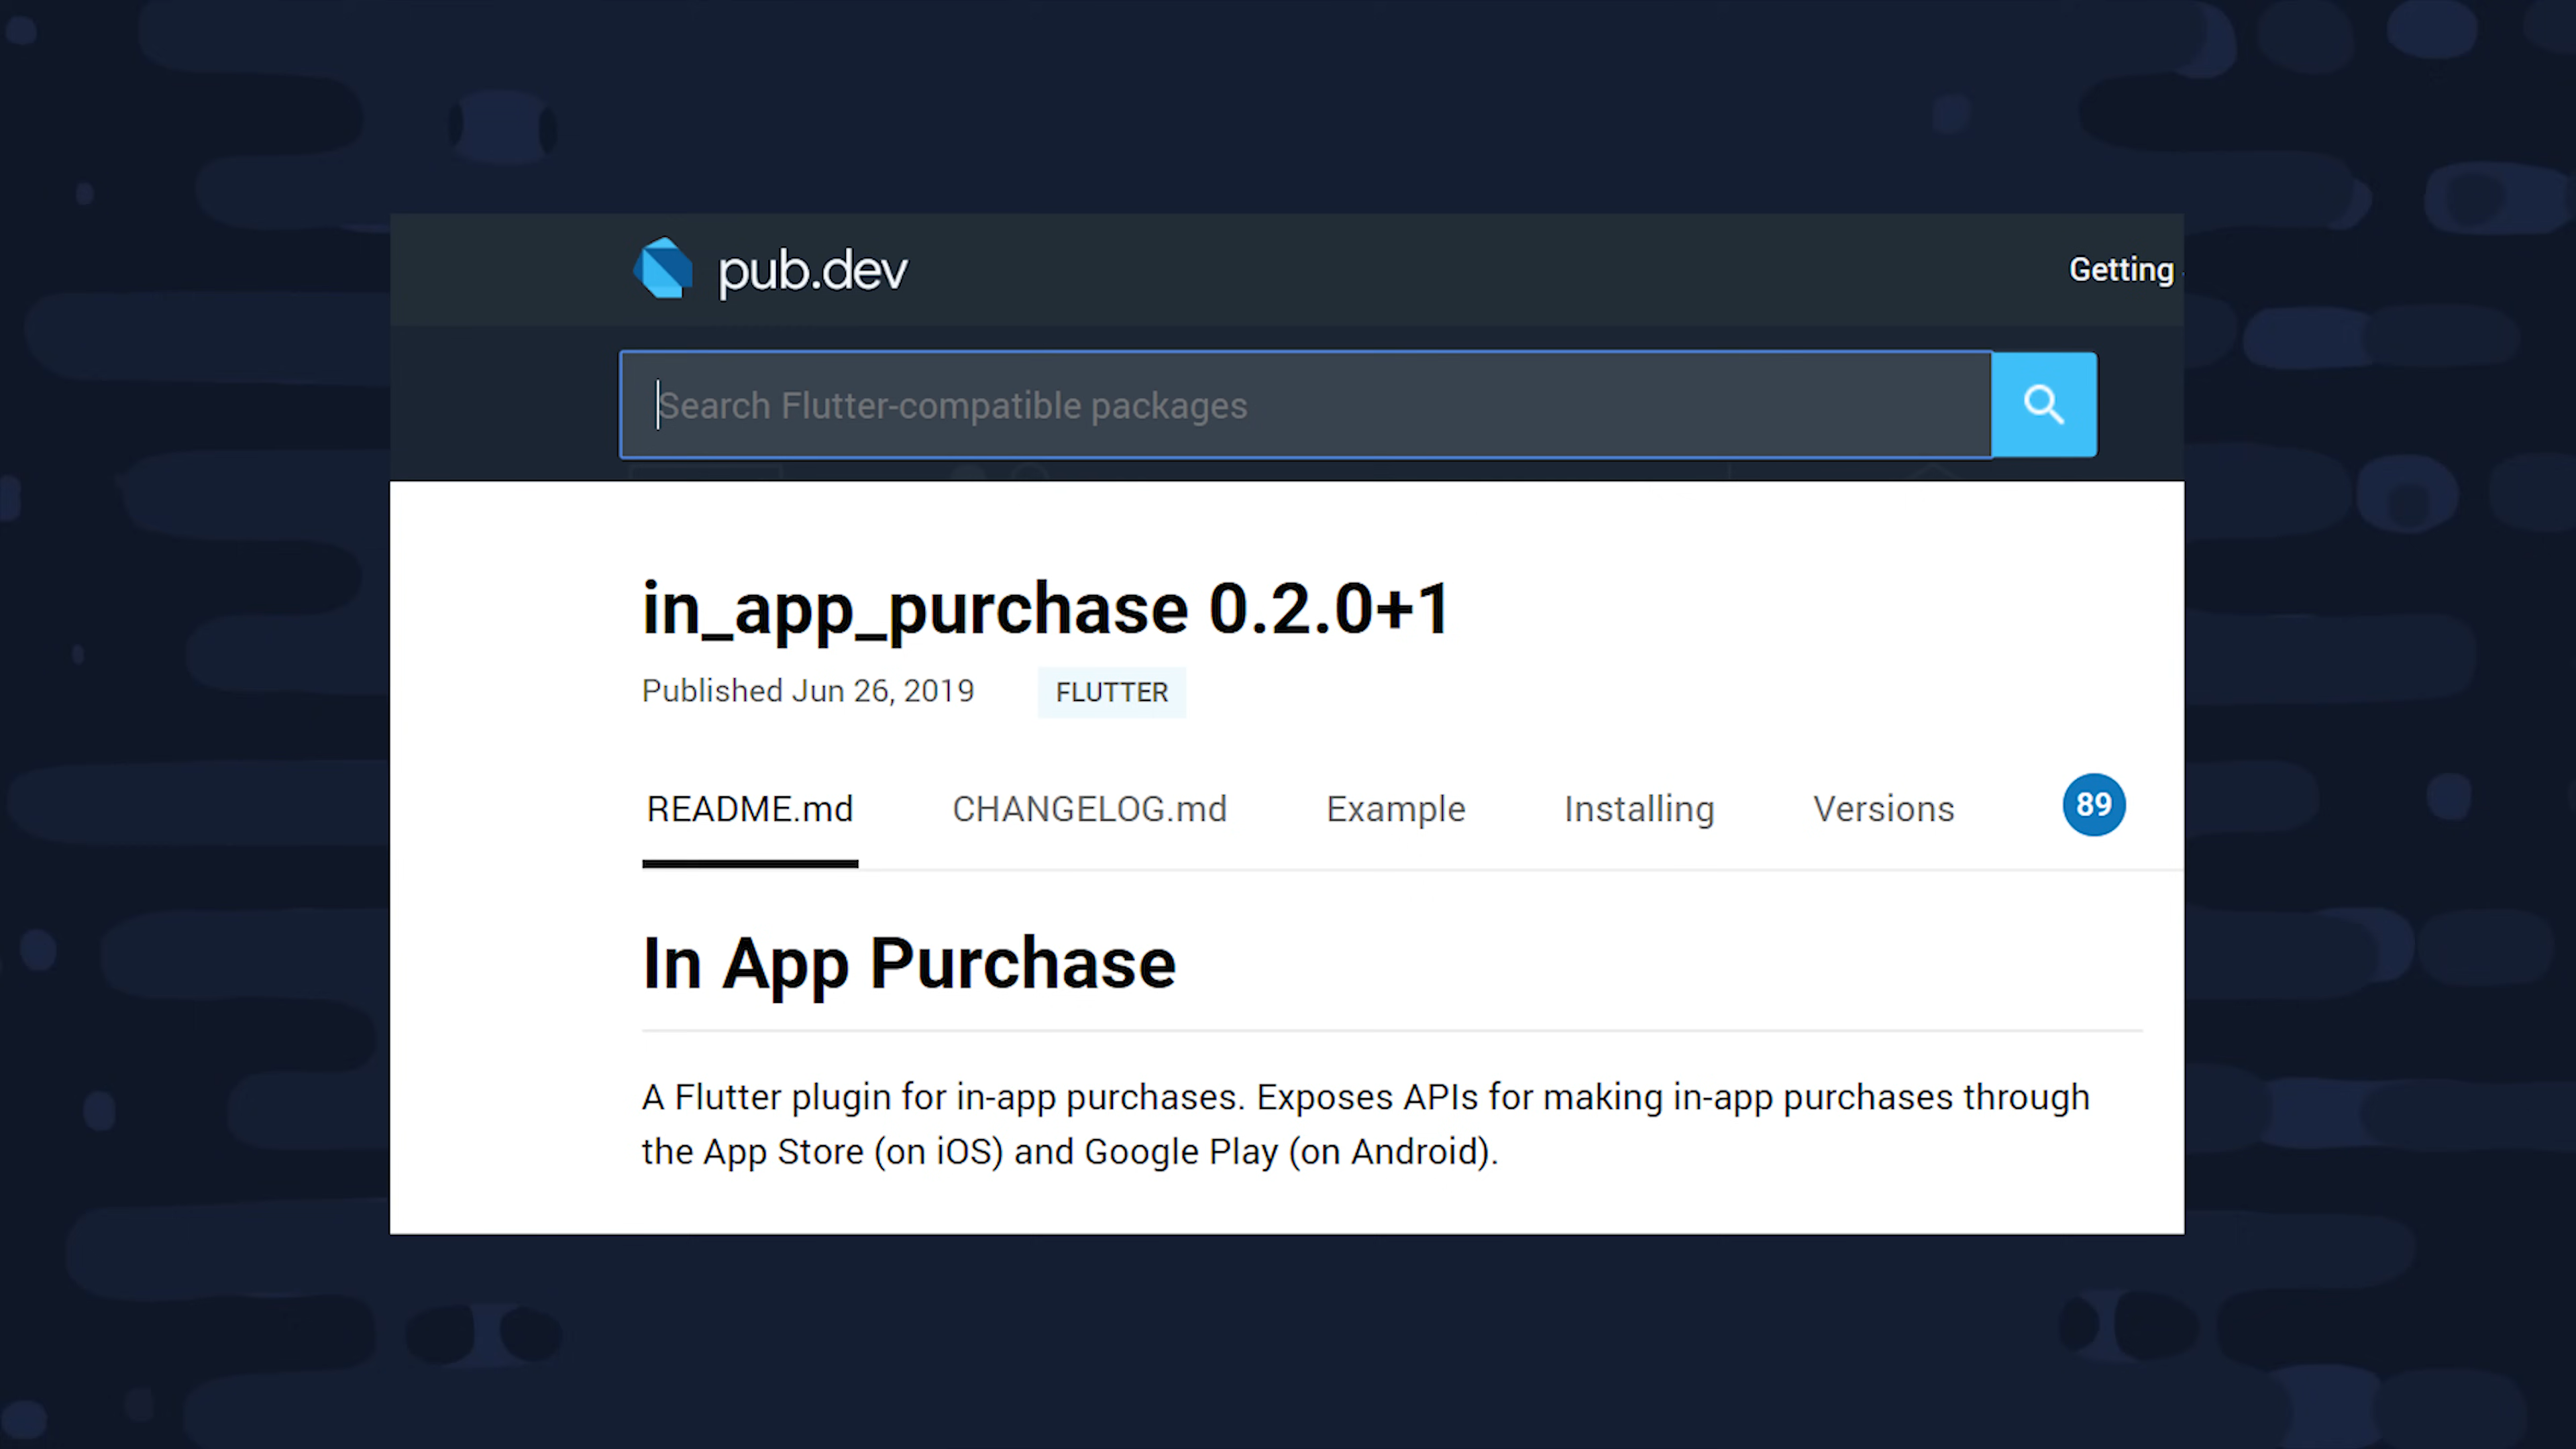 pub.dev
Getting
Search Flutter-compatible packages
in_app_purchase 0.2.0+1
Published Jun 26, 2019 FLUTTER
README.md CHANGELOG.md Example Installing Versions 89
In App Purchase
A Flutter plugin for in-app purchases. Exposes APIs for making in-app purchases through
the App Store (on iOS) and Google Play (on Android).